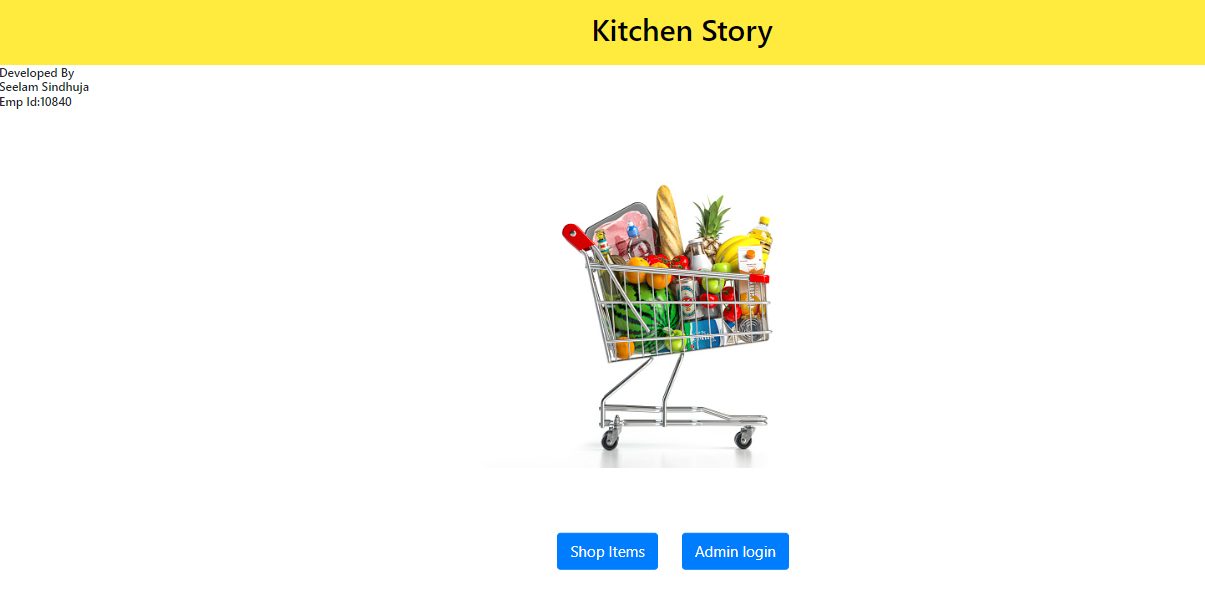 Kitchen Story
Developed By
Seelam Sindhuja
Emp Id:10840
Shop Items
Admin login